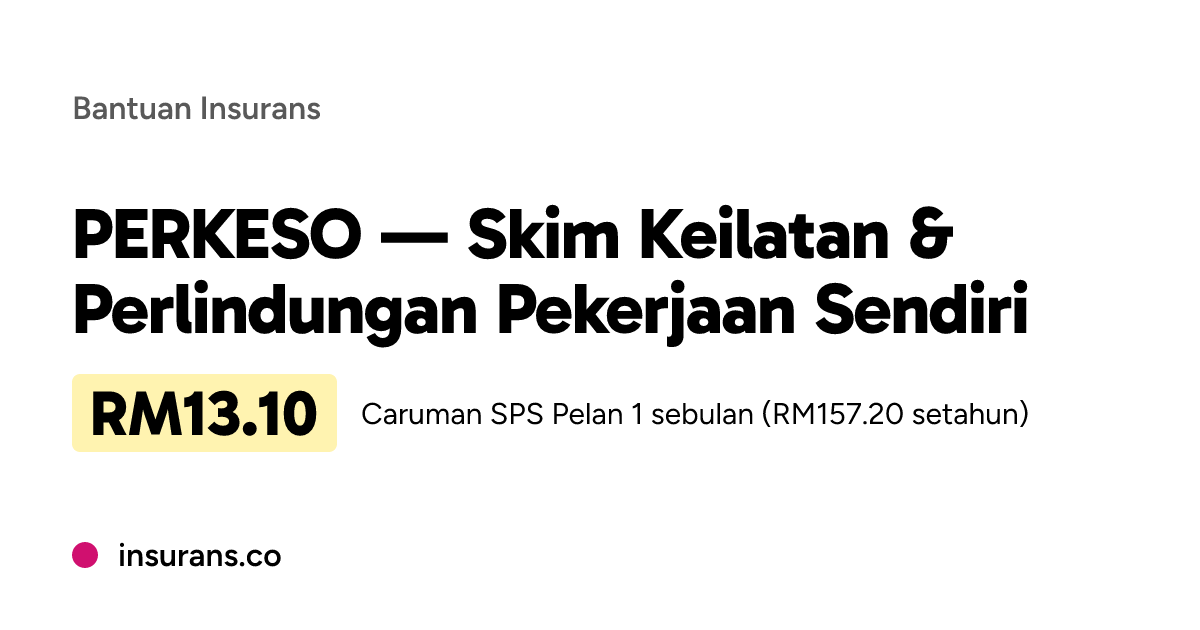 Bantuan Insurans
PERKESO — Skim Keilatan &
Perlindungan Pekerjaan Sendiri
RM13.10 Caruman SPS Pelan 1 sebulan (RM157.20 setahun)
insurans.co